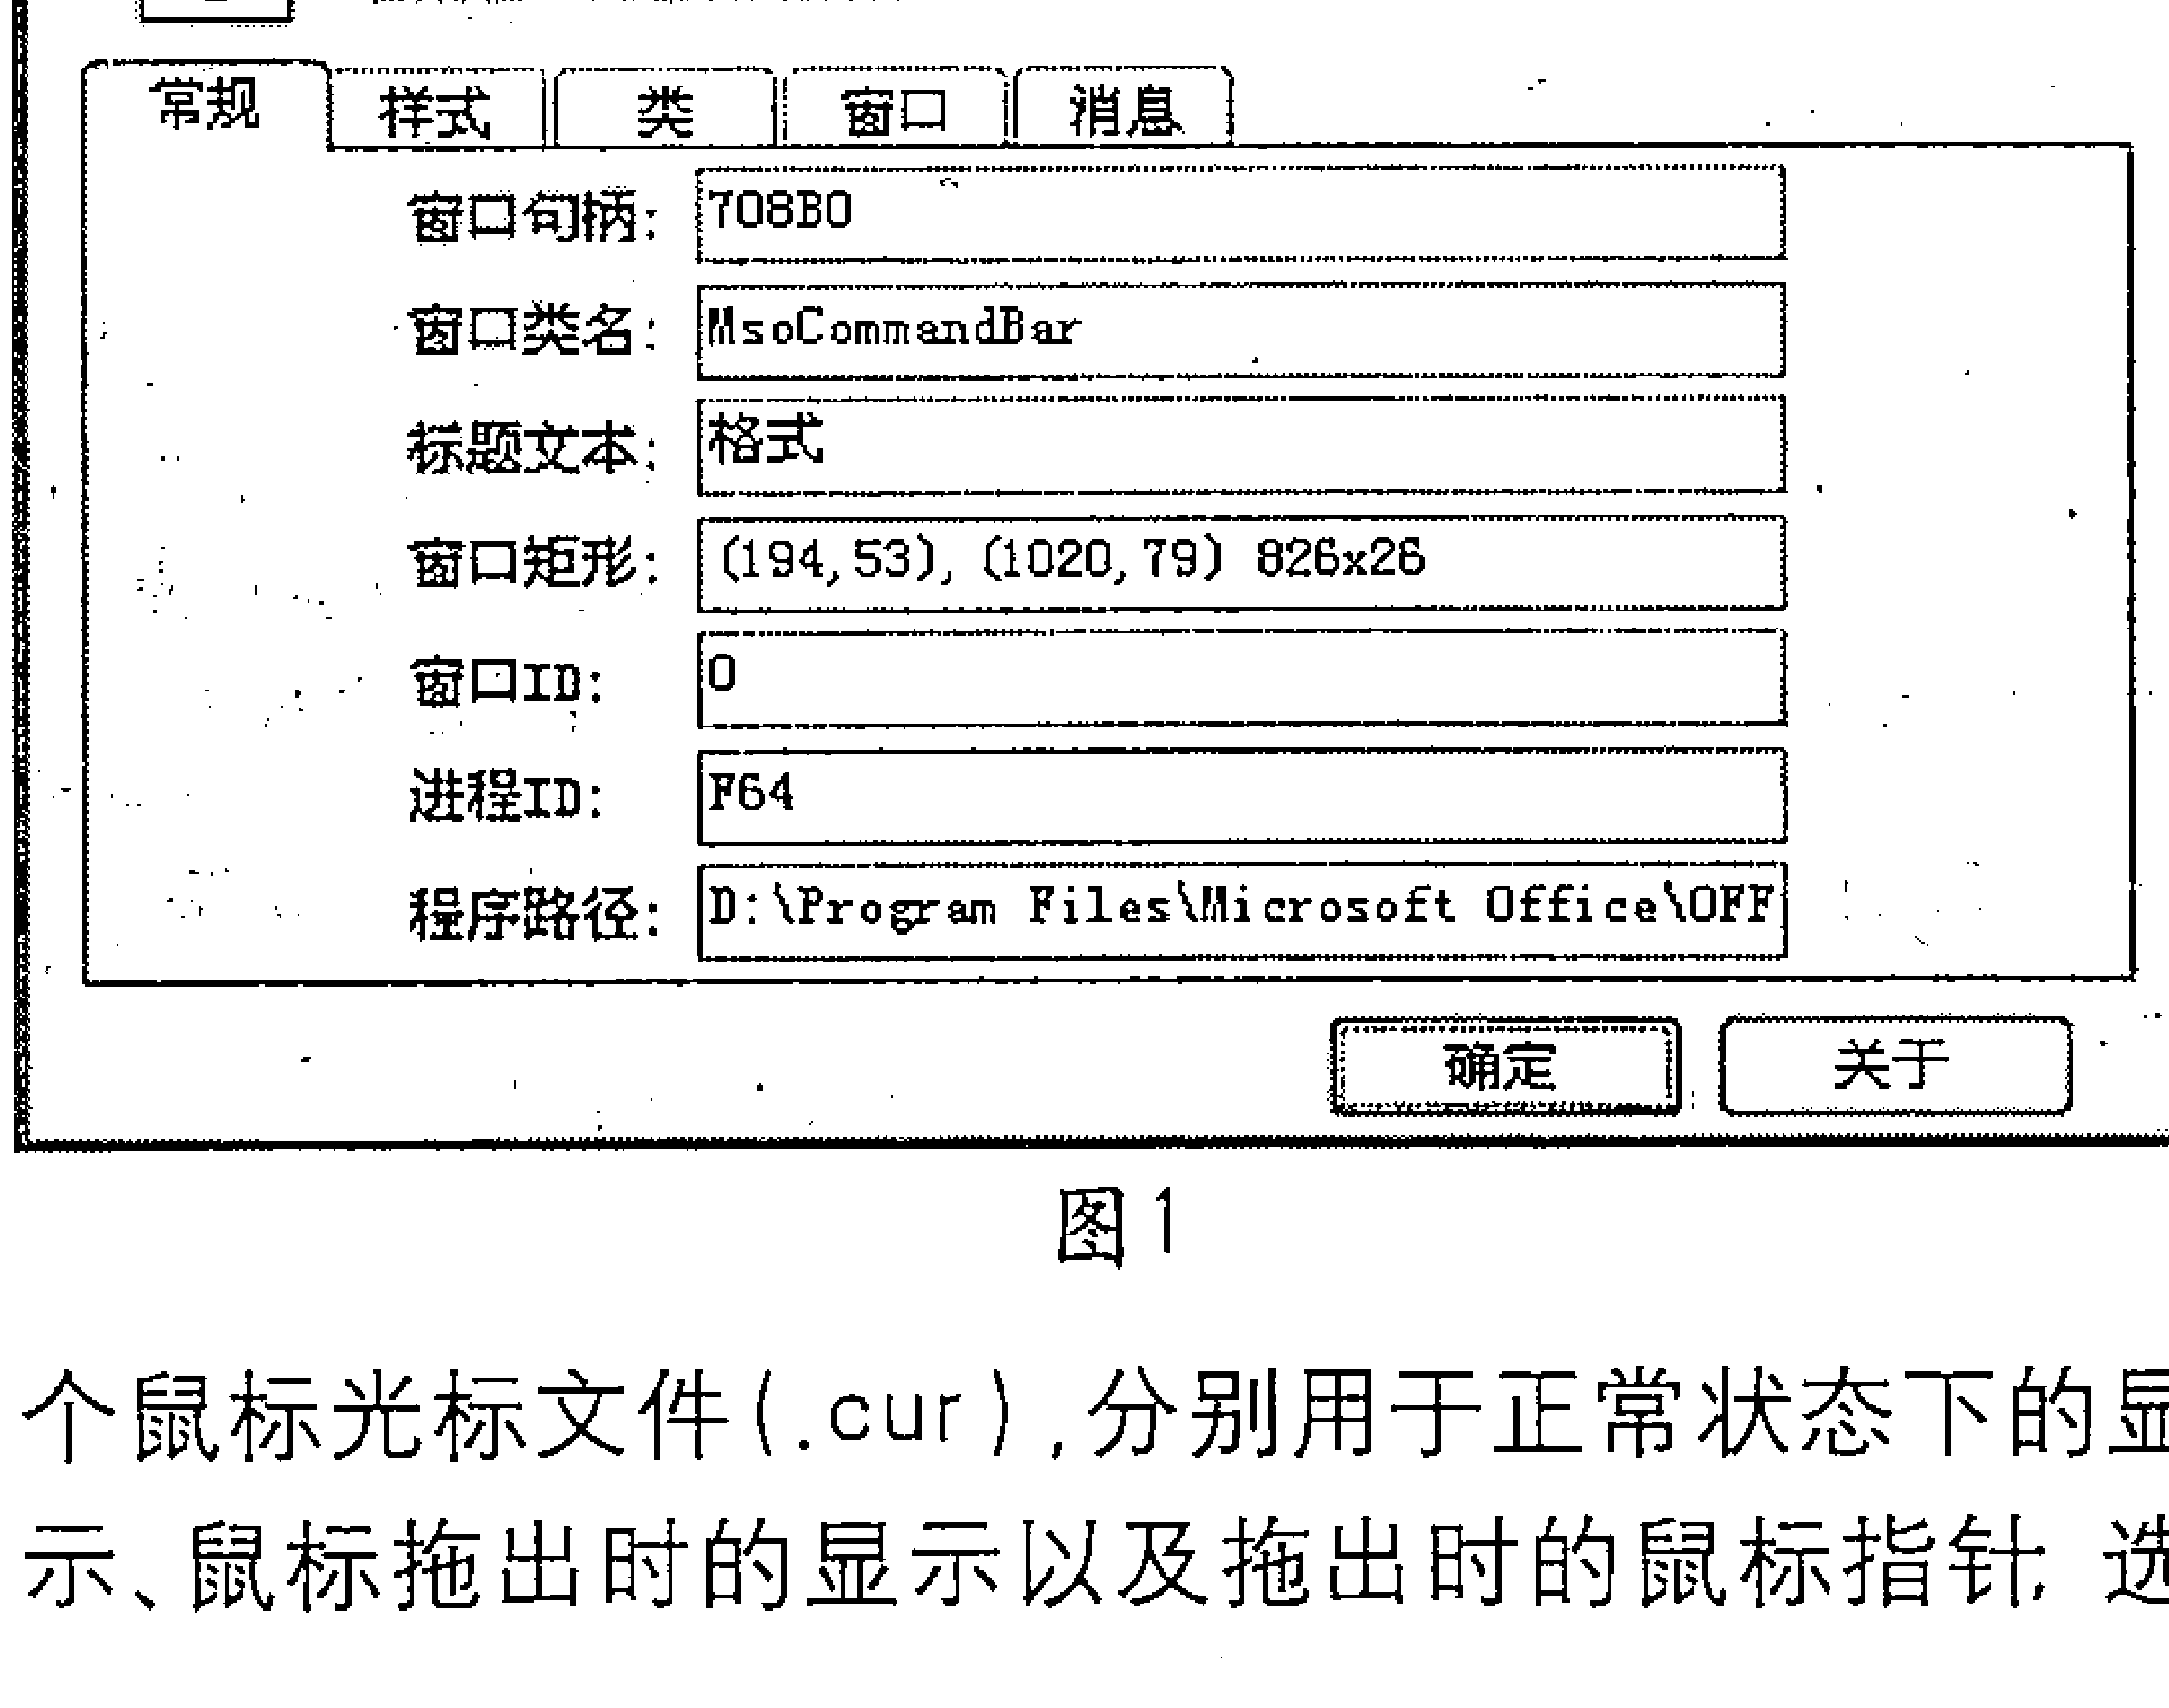 常规 样式 类 窗口 消息
窗口句柄: 708B0
窗口类名: MsoCommandBar
标题文本: 格式
窗口矩形: (194,53), (1020,79) 826x26
窗口ID: 0
进程ID: F64
程序路径: D:\Program Files\Microsoft Office\OFF
确定 关于
图1
个鼠标光标文件(.cur),分别用于正常状态下的显
示、鼠标拖出时的显示以及拖出时的鼠标指针 选